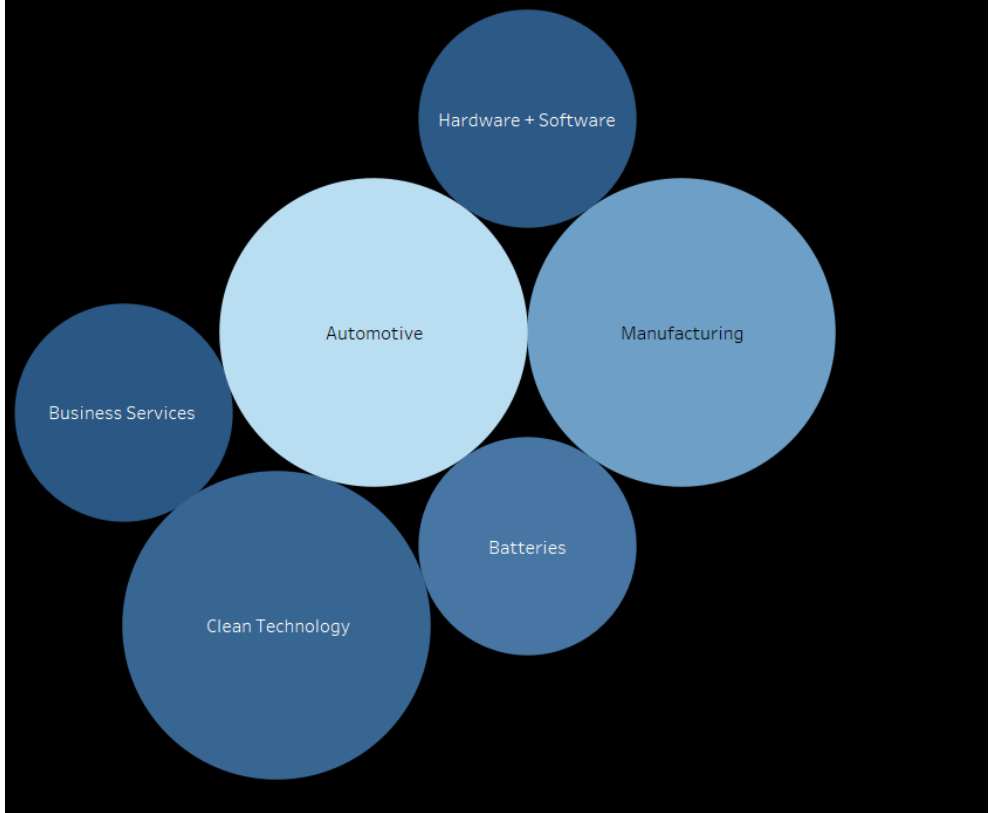 Hardware + Software
Automotive
Manufacturing
Business Services
Batteries
Clean Technology